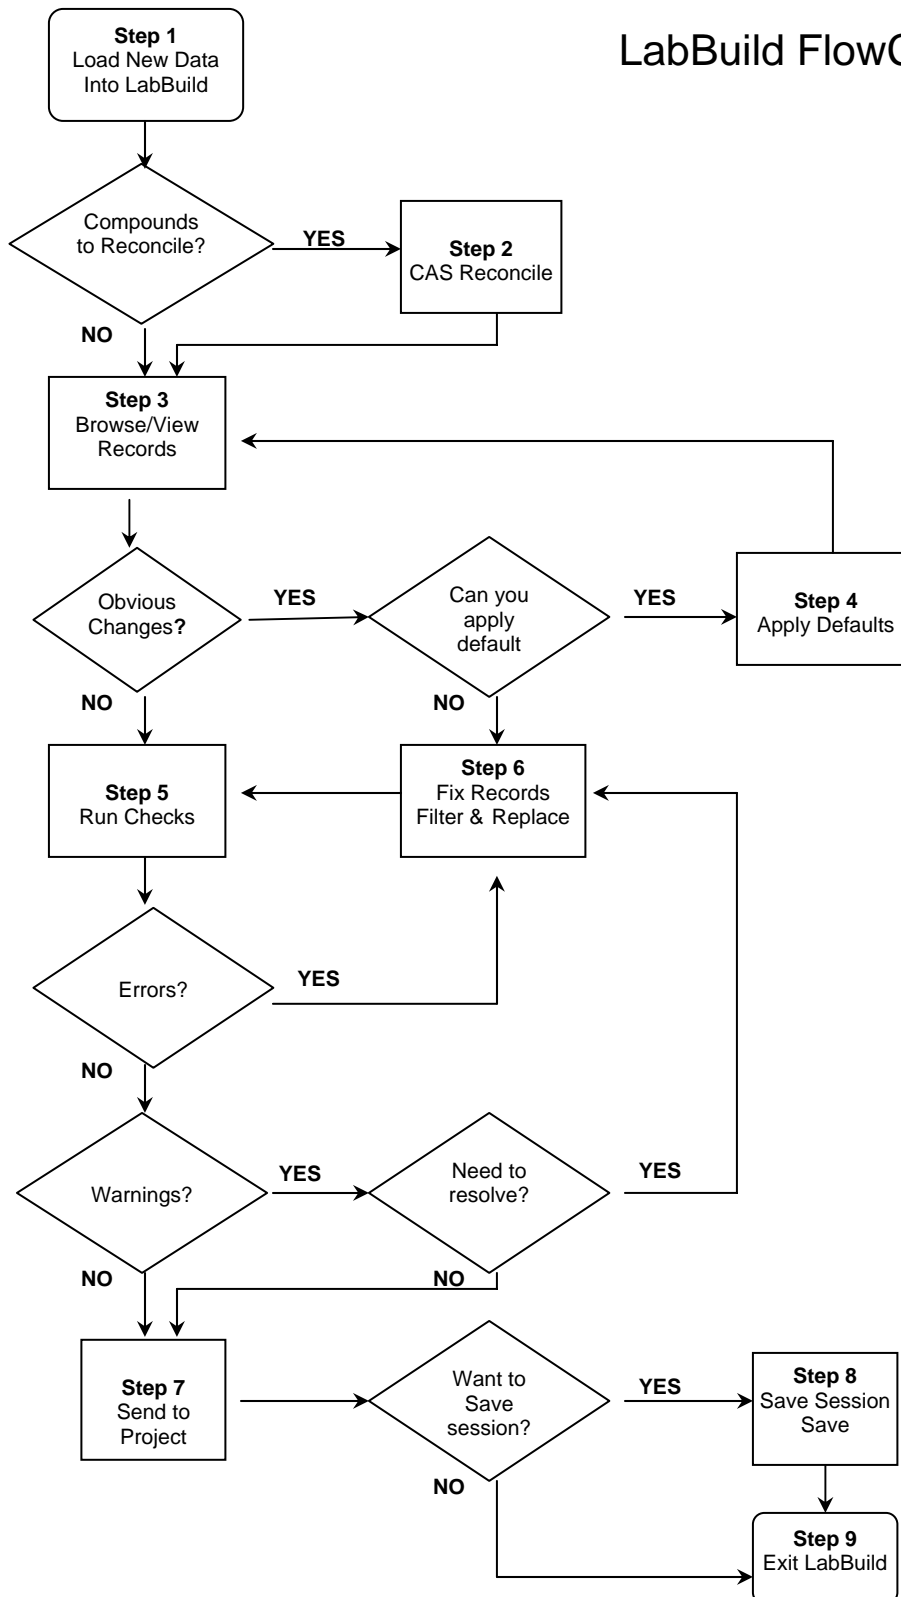 LabBuild FlowC
Step 1
Load New Data
Into LabBuild
Compounds
to Reconcile?
YES
Step 2
CAS Reconcile
NO
Step 3
Browse/View
Records
Obvious
Changes?
YES
Can you
apply
default
YES
Step 4
Apply Defaults
NO
NO
Step 5
Run Checks
Step 6
Fix Records
Filter & Replace
Errors?
YES
NO
Warnings?
YES
Need to
resolve?
YES
NO
NO
Step 7
Send to
Project
Want to
Save
session?
YES
Step 8
Save Session
Save
NO
Step 9
Exit LabBuild